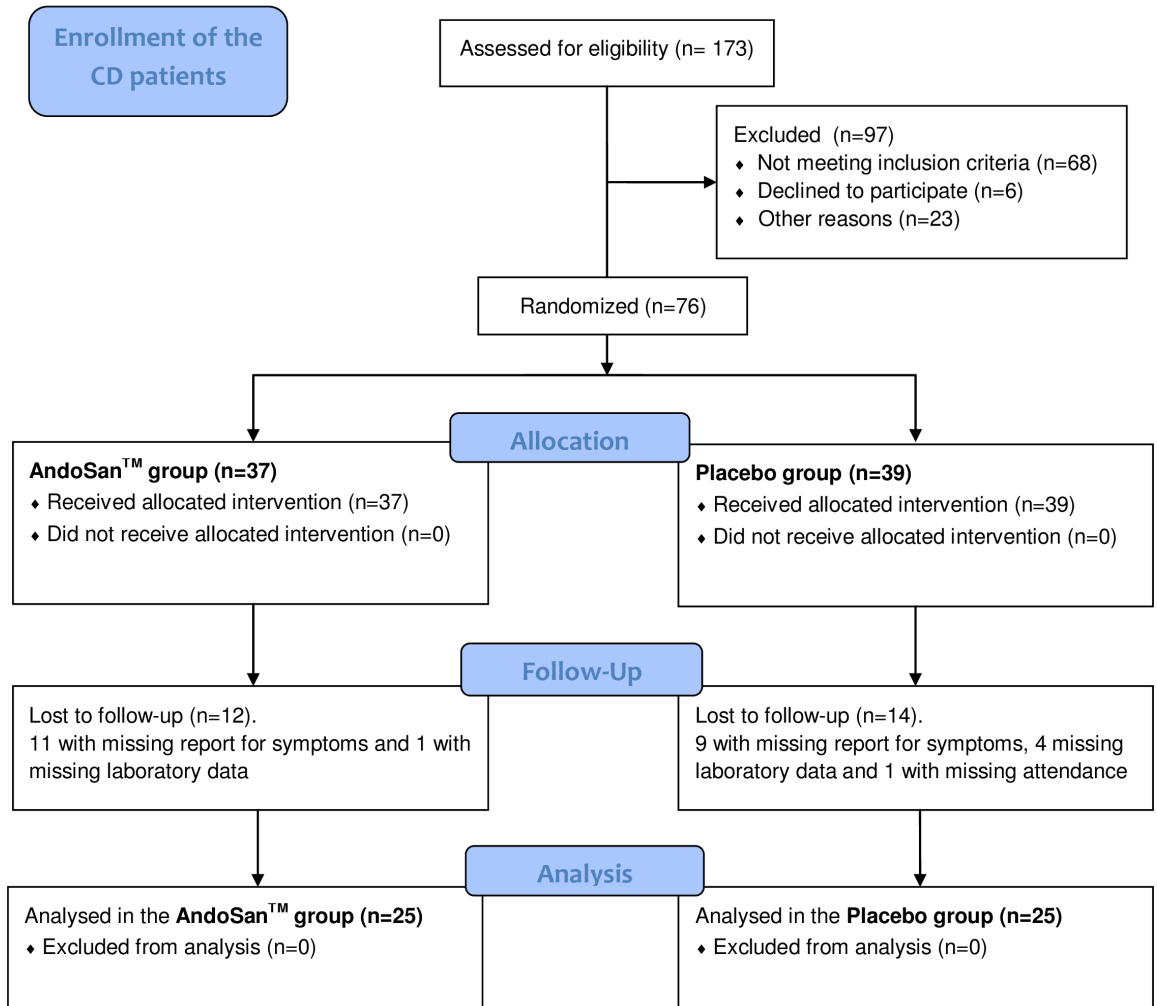 Enrollment of the
CD patients
Assessed for eligibility (n= 173)
Excluded (n=97)
♦ Not meeting inclusion criteria (n=68)
♦ Declined to participate (n=6)
♦ Other reasons (n=23)
Randomized (n=76)
Allocation
AndoSan™ group (n=37)
♦ Received allocated intervention (n=37)
♦ Did not receive allocated intervention (n=0)
Placebo group (n=39)
♦ Received allocated intervention (n=39)
♦ Did not receive allocated intervention (n=0)
Follow-Up
Lost to follow-up (n=12).
11 with missing report for symptoms and 1 with
missing laboratory data
Lost to follow-up (n=14).
9 with missing report for symptoms, 4 missing
laboratory data and 1 with missing attendance
Analysis
Analysed in the AndoSan™ group (n=25)
♦ Excluded from analysis (n=0)
Analysed in the Placebo group (n=25)
♦ Excluded from analysis (n=0)